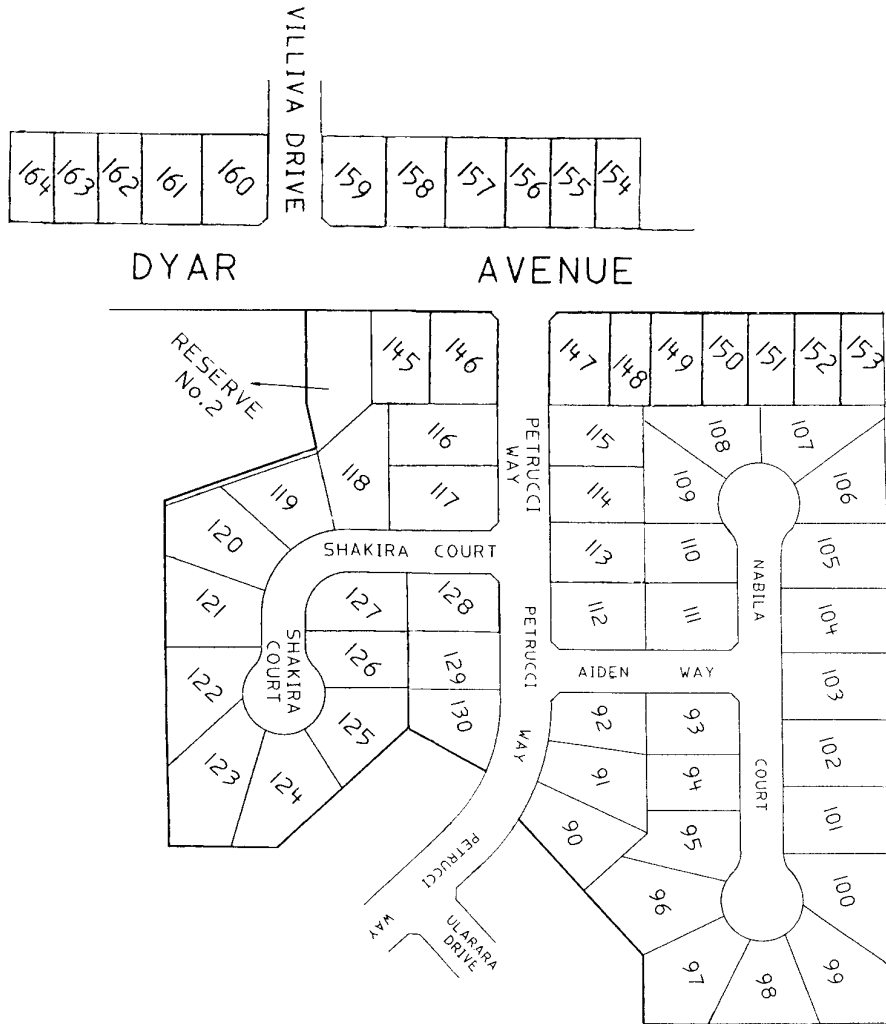 VILLIVA DRIVE
164 163 162 161 160 159 158 157 156 155 154
DYAR AVENUE
RESERVE
No.2
145 146 147 148 149 150 151 152 153
PETRUCCI
WAY
116 115 108 107
118 117 114 109 106
119
120
SHAKIRA COURT
113 110 105
NABILA
121
127 128
112 111 104
PETRUCCI
SHAKIRA
COURT
126 129
AIDEN WAY
103
122
125 130
WAY
92 93
102
COURT
123 124
91 94
101
90 95
PETRUCCI
100
96
WAY
ULARARA
DRIVE
97 98 99